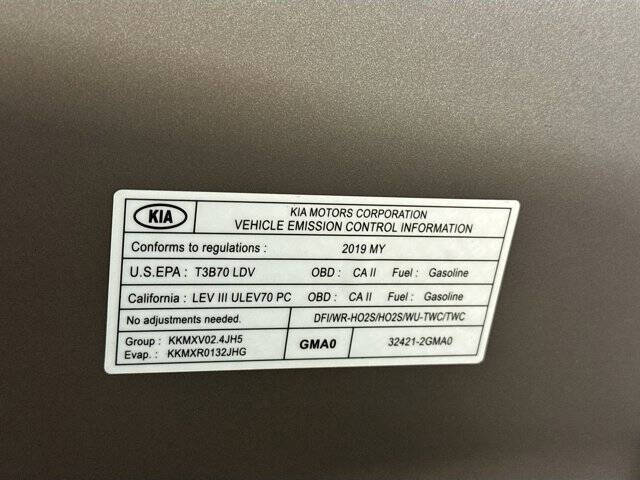 KIA
KIA MOTORS CORPORATION
VEHICLE EMISSION CONTROL INFORMATION
Conforms to regulations : 2019 MY
U.S.EPA : T3B70 LDV OBD : CA II Fuel : Gasoline
California : LEV III ULEV70 PC OBD : CA II Fuel : Gasoline
No adjustments needed. DFI/WR-HO2S/HO2S/WU-TWC/TWC
Group : KKMXV02.4JH5
Evap. : KKMXR0132JHG
GMA0
32421-2GMA0